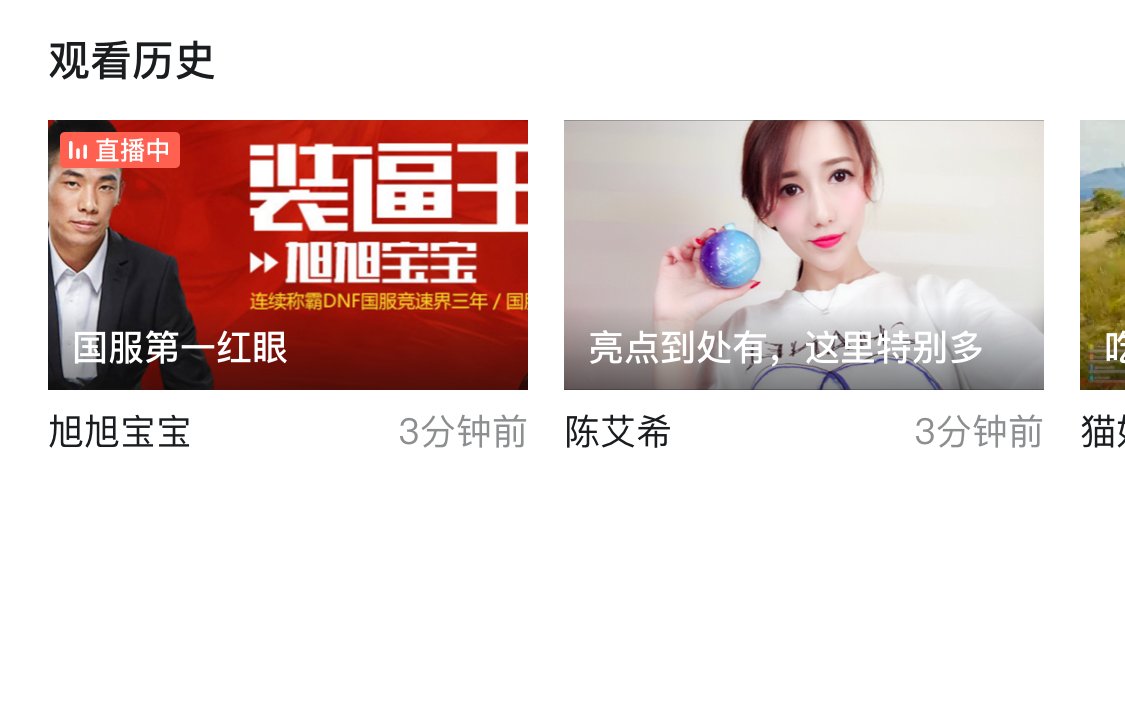 观看历史
直播中
装逼王
旭旭宝宝
连续称霸DNF国服竞速界三年 / 国
国服第一红眼
亮点到处有，这里特别多
旭旭宝宝
3分钟前
陈艾希
3分钟前
猫